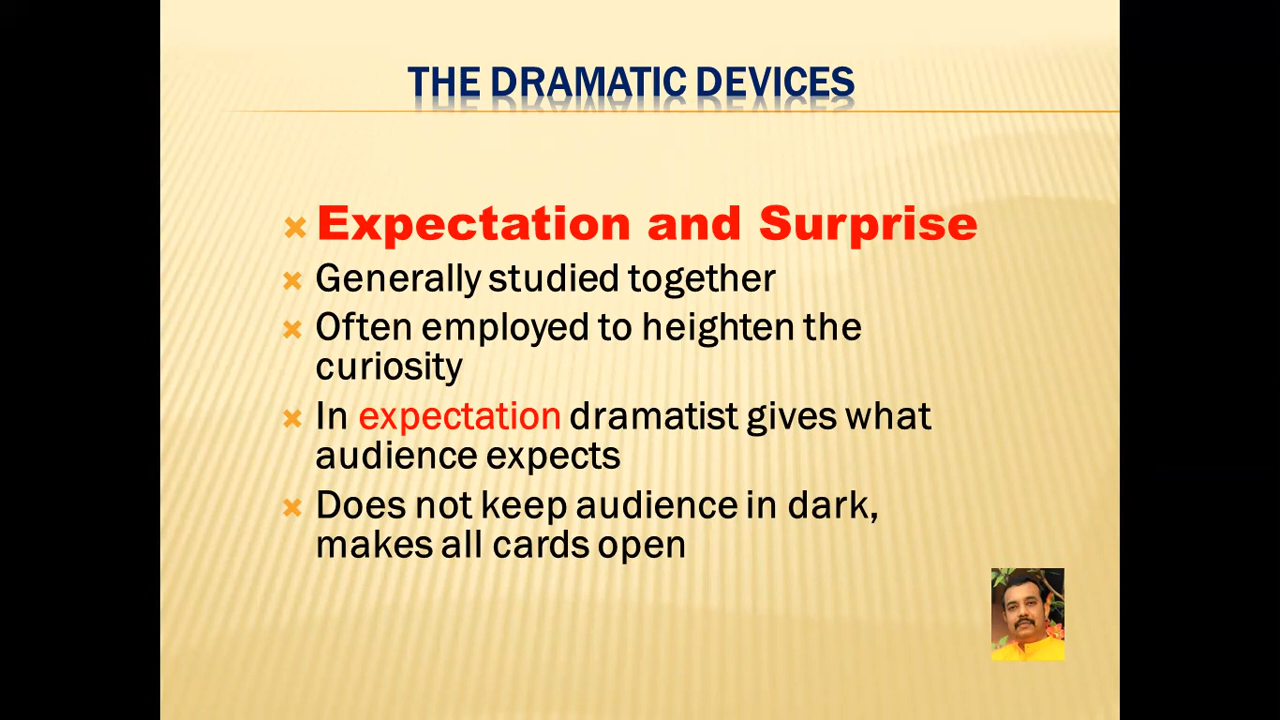 THE DRAMATIC DEVICES
Expectation and Surprise
Generally studied together
Often employed to heighten the
curiosity
In expectation dramatist gives what
audience expects
Does not keep audience in dark,
makes all cards open